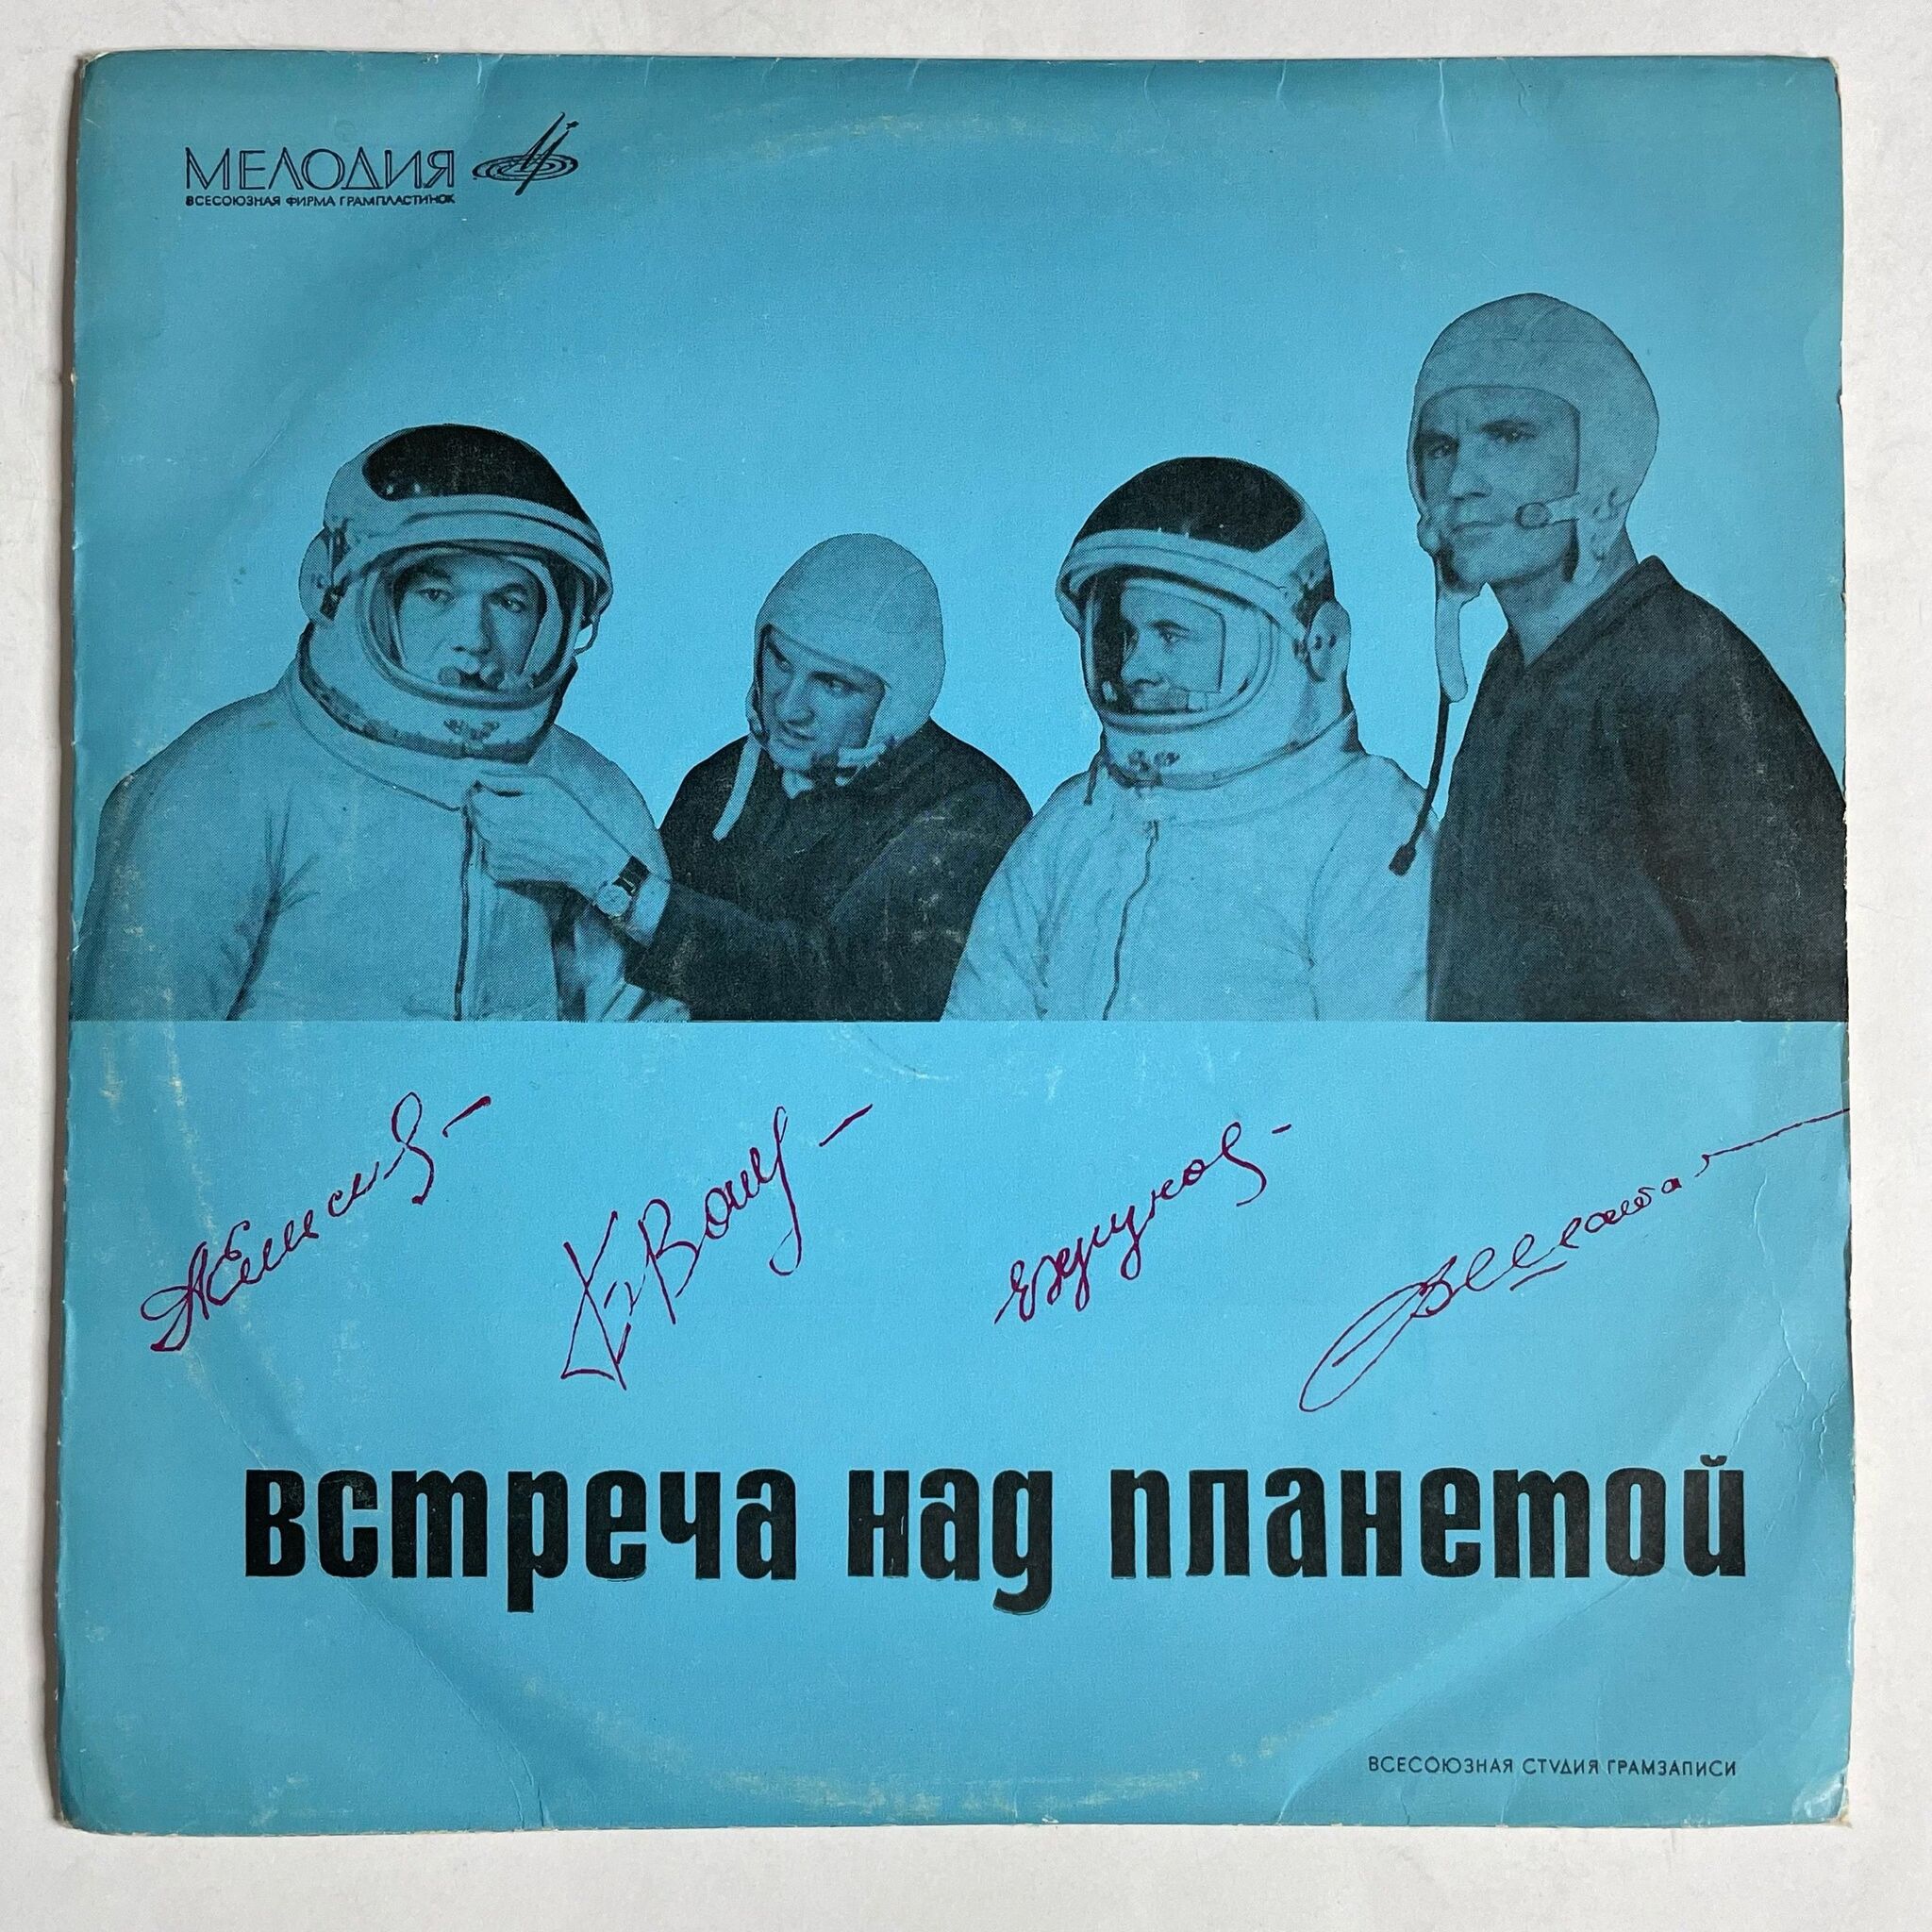 МЕЛОДИЯ
ВСЕСОЮЗНАЯ ФИРМА ГРАМПЛАСТИНОК
встреча над планетой
ВСЕСОЮЗНАЯ СТУДИЯ ГРАМЗАПИСИ